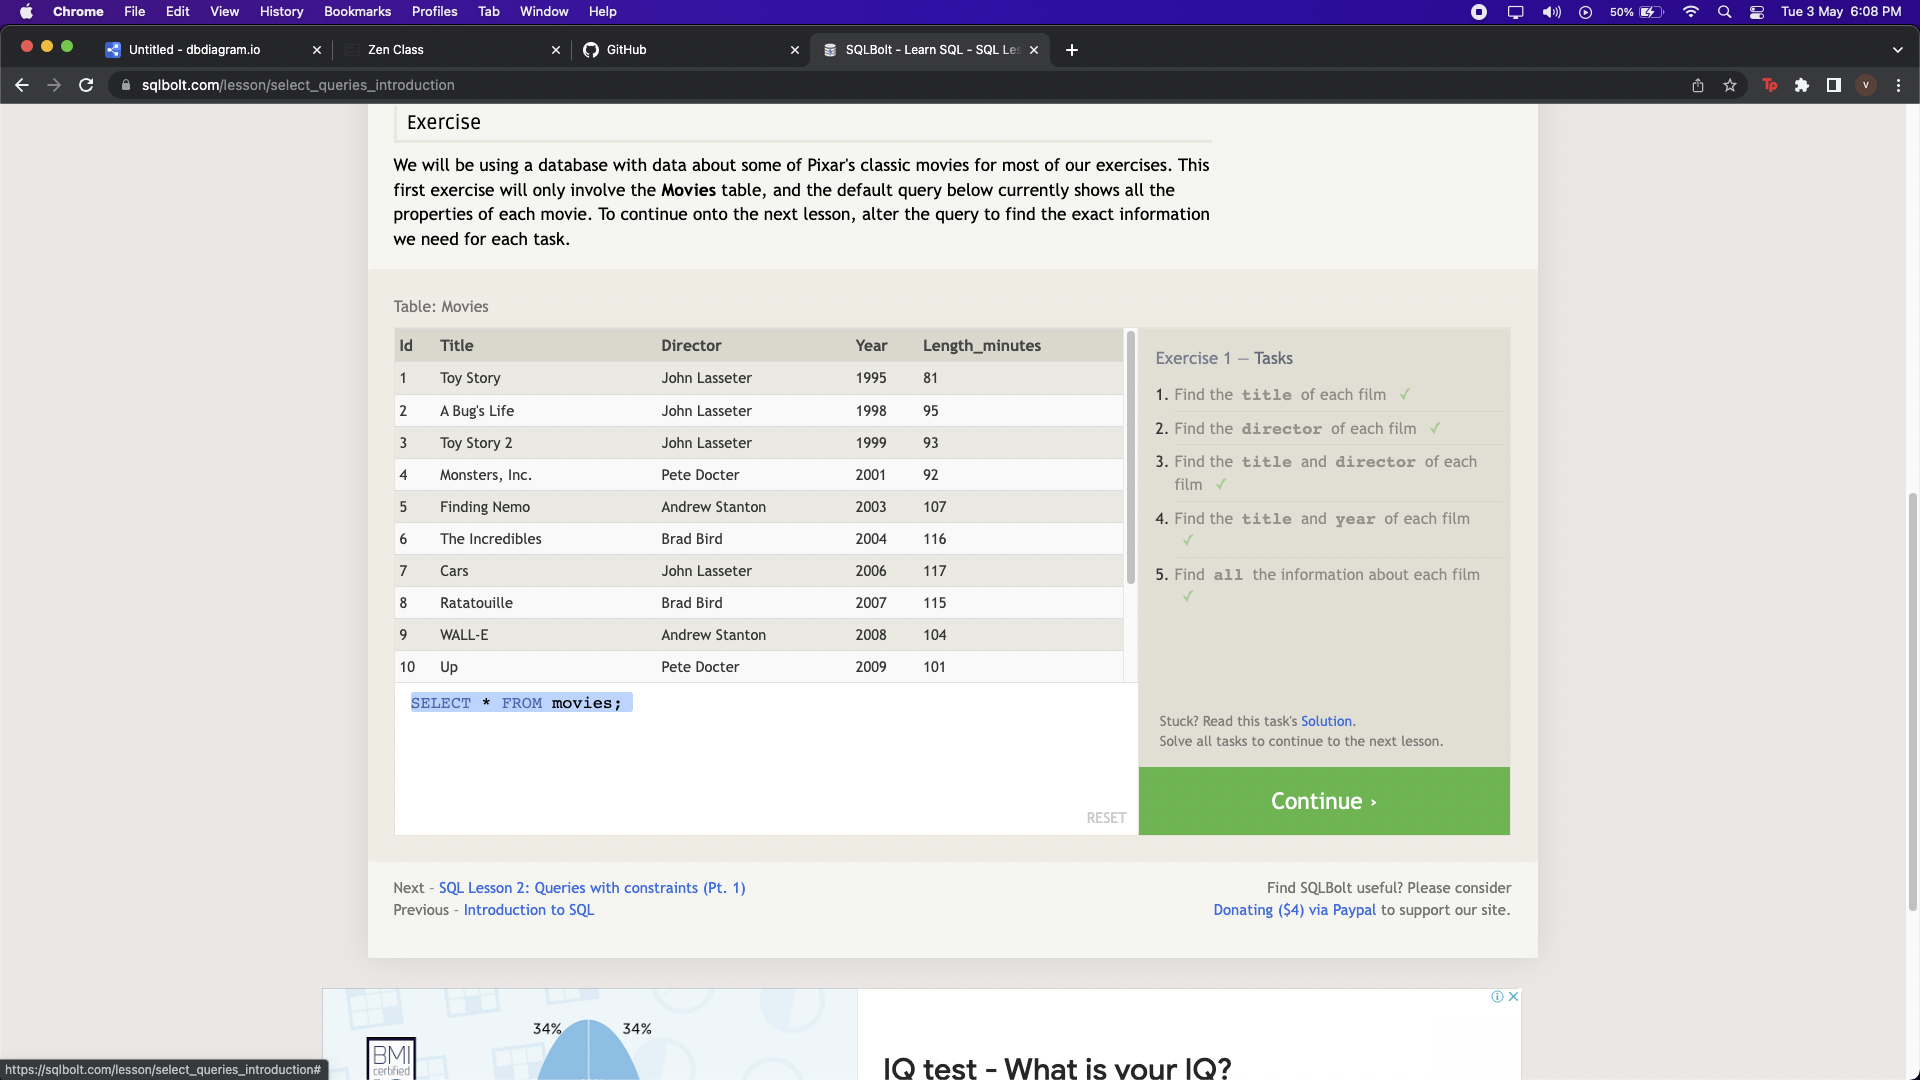 Chrome File Edit View History Bookmarks Profiles Tab Window Help 50% Tue 3 May 6:08 PM
Untitled - dbdiagram.io Zen Class GitHub SQLBolt - Learn SQL - SQL Les
sqlbolt.com/lesson/select_queries_introduction Tp V
Exercise
We will be using a database with data about some of Pixar's classic movies for most of our exercises. This
first exercise will only involve the Movies table, and the default query below currently shows all the
properties of each movie. To continue onto the next lesson, alter the query to find the exact information
we need for each task.
Table: Movies
Id Title Director Year Length_minutes
1 Toy Story John Lasseter 1995 81
2 A Bug's Life John Lasseter 1998 95
3 Toy Story 2 John Lasseter 1999 93
4 Monsters, Inc. Pete Docter 2001 92
5 Finding Nemo Andrew Stanton 2003 107
6 The Incredibles Brad Bird 2004 116
7 Cars John Lasseter 2006 117
8 Ratatouille Brad Bird 2007 115
9 WALL-E Andrew Stanton 2008 104
10 Up Pete Docter 2009 101
SELECT * FROM movies;
RESET
Exercise 1 — Tasks
1. Find the title of each film ✓
2. Find the director of each film ✓
3. Find the title and director of each
film ✓
4. Find the title and year of each film
✓
5. Find all the information about each film
✓
Stuck? Read this task's Solution.
Solve all tasks to continue to the next lesson.
Continue ›
Next – SQL Lesson 2: Queries with constraints (Pt. 1)
Previous – Introduction to SQL
Find SQLBolt useful? Please consider
Donating ($4) via Paypal to support our site.
34% 34%
BMI
certified
IQ test - What is your IQ?
https://sqlbolt.com/lesson/select_queries_introduction#